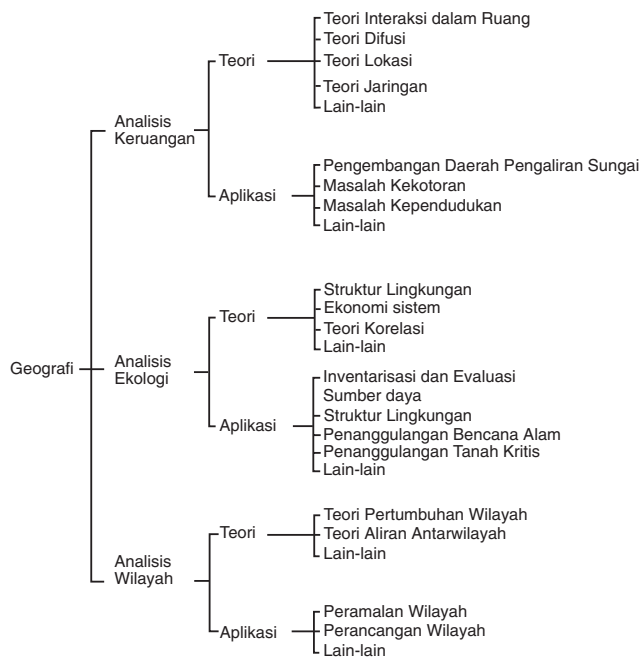 Teori Interaksi dalam Ruang
Teori Difusi
Teori
Teori Lokasi
Teori Jaringan
Lain-lain
Analisis
Keruangan
Pengembangan Daerah Pengaliran Sungai
Masalah Kekotoran
Aplikasi
Masalah Kependudukan
Lain-lain
Struktur Lingkungan
Ekonomi sistem
Teori
Teori Korelasi
Lain-lain
Geografi
Analisis
Ekologi
Inventarisasi dan Evaluasi
Sumber daya
Aplikasi
Struktur Lingkungan
Penanggulangan Bencana Alam
Penanggulangan Tanah Kritis
Lain-lain
Teori Pertumbuhan Wilayah
Teori
Teori Aliran Antarwilayah
Lain-lain
Analisis
Wilayah
Peramalan Wilayah
Aplikasi
Perancangan Wilayah
Lain-lain